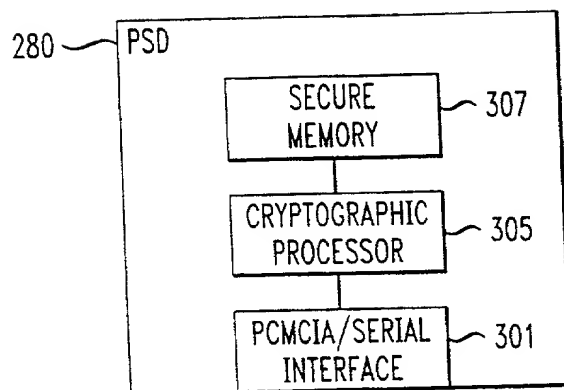 280
PSD
SECURE
MEMORY
307
CRYPTOGRAPHIC
PROCESSOR
305
PCMCIA/SERIAL
INTERFACE
301